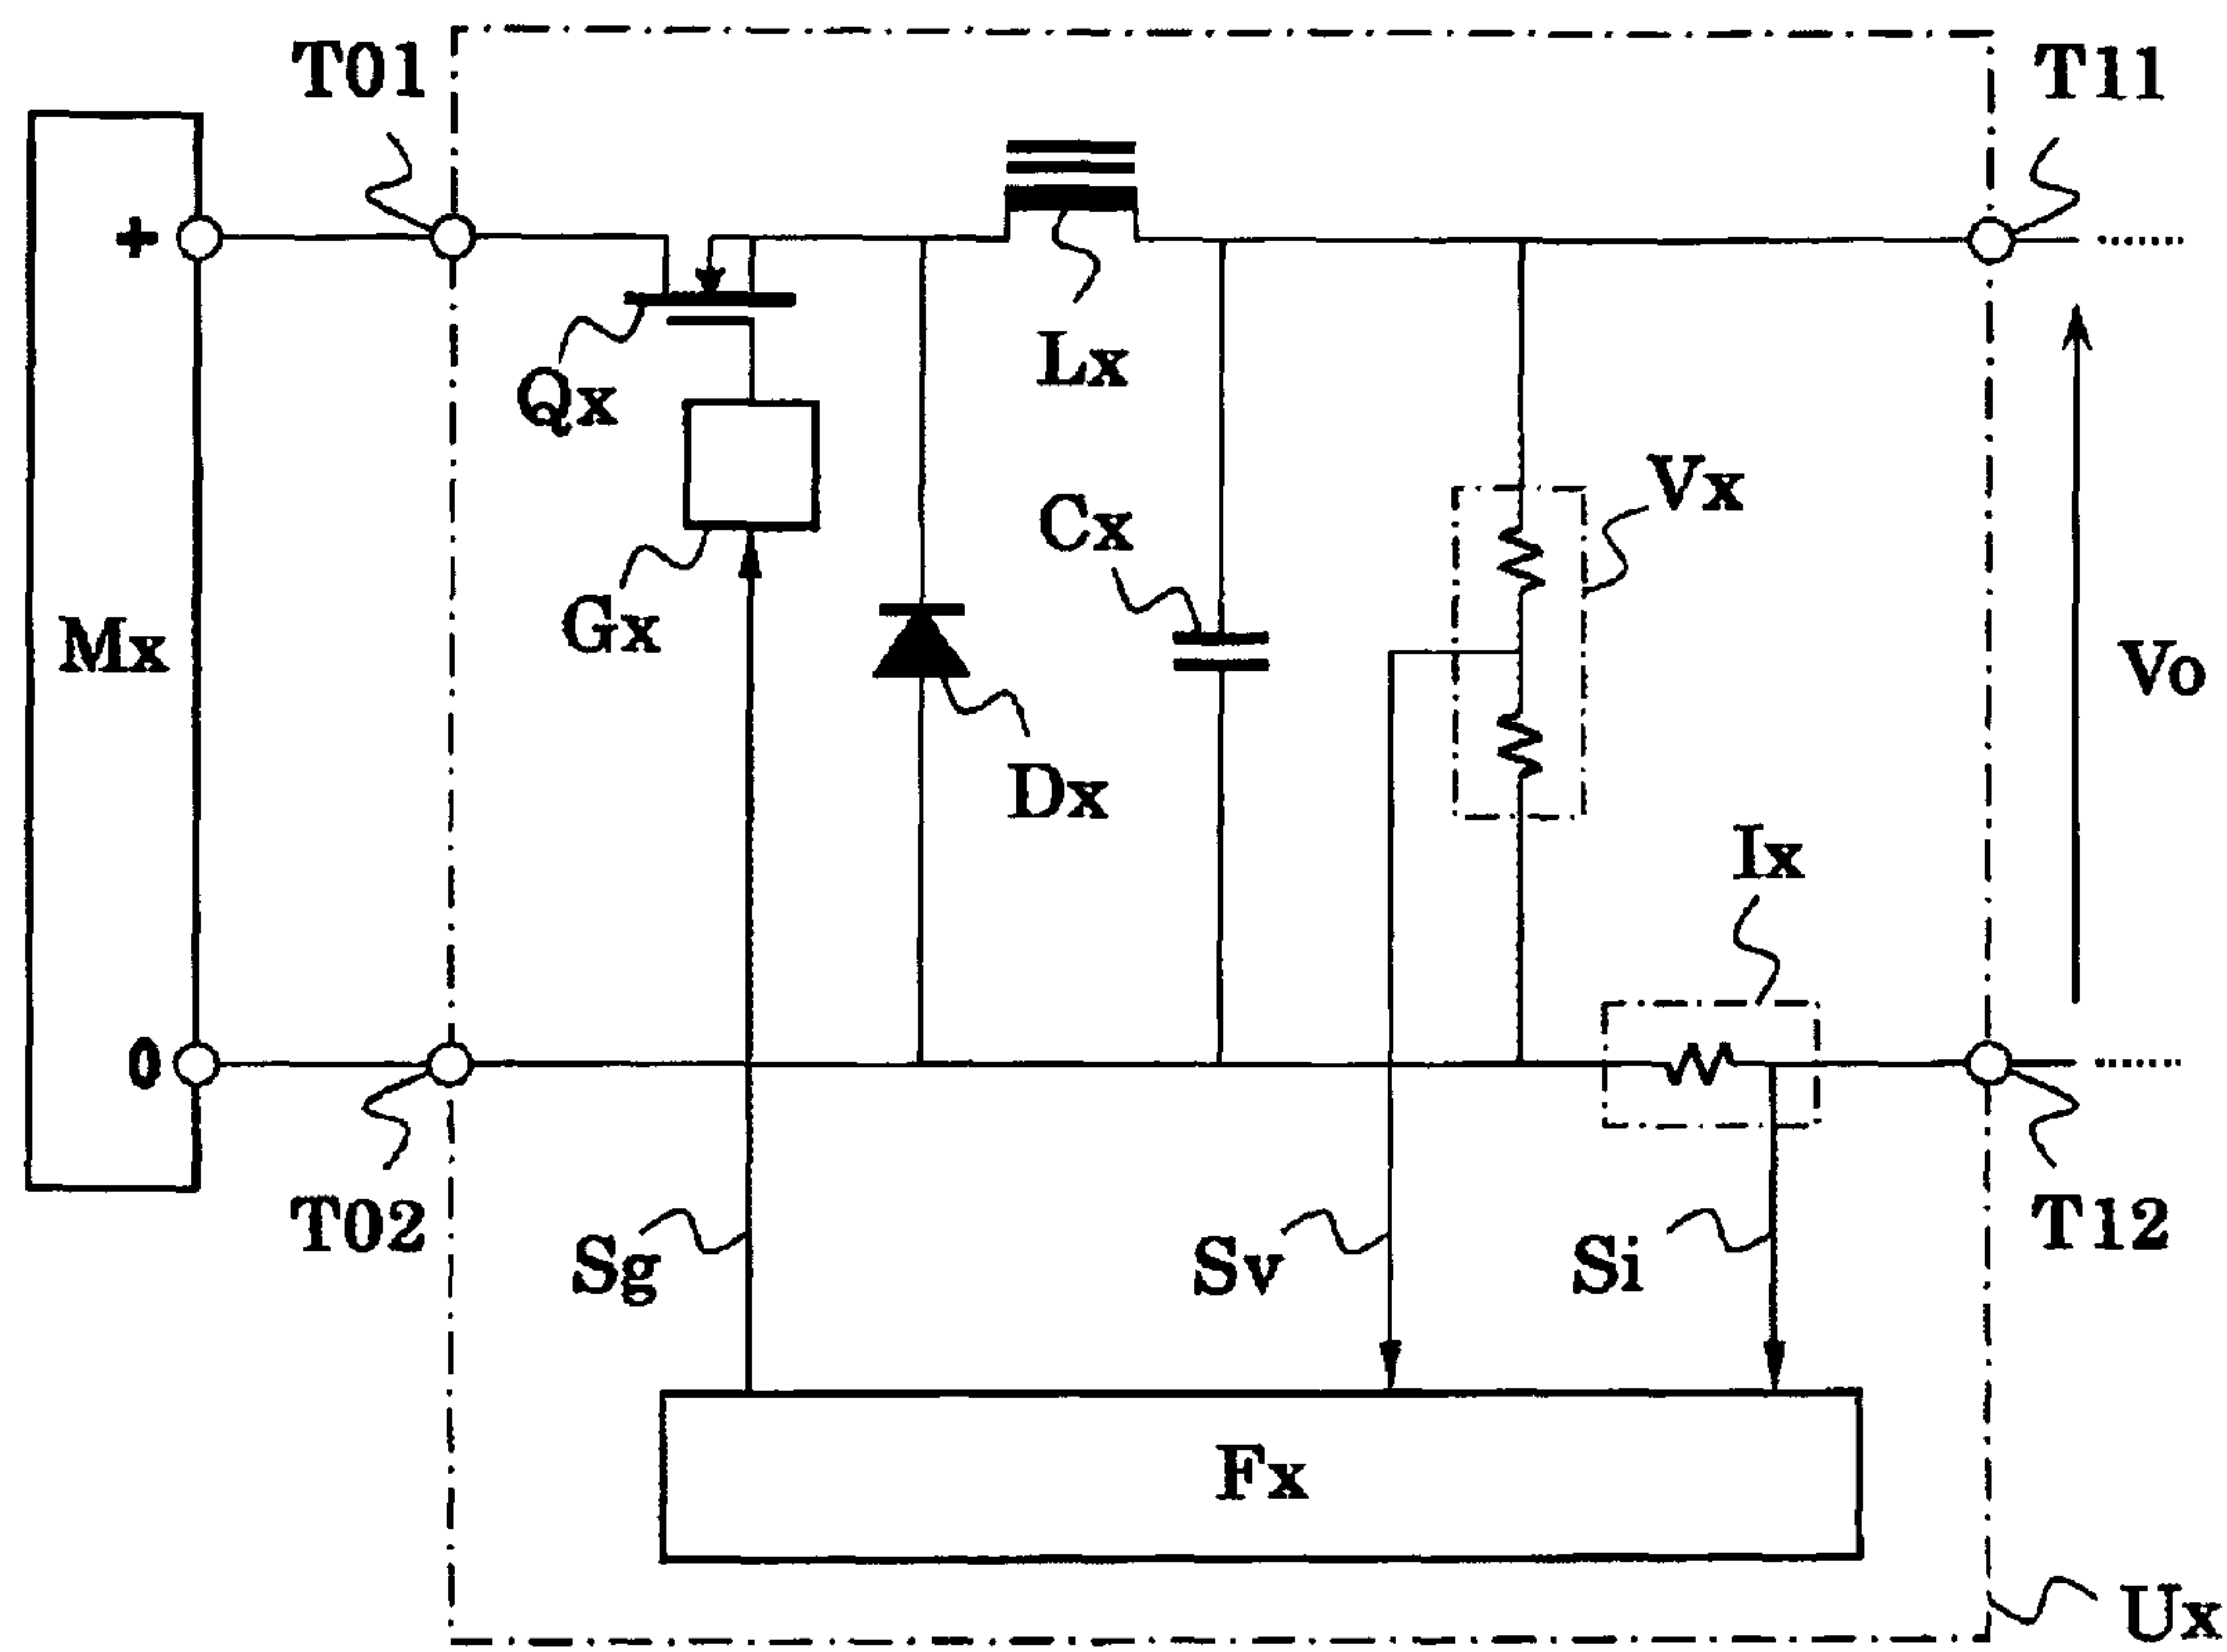 T01
T11
+
Lx
Qx
Vx
Cx
Gx
Mx
Vo
Dx
Ix
0
T02
T12
Sg
Sv
Si
Fx
Ux